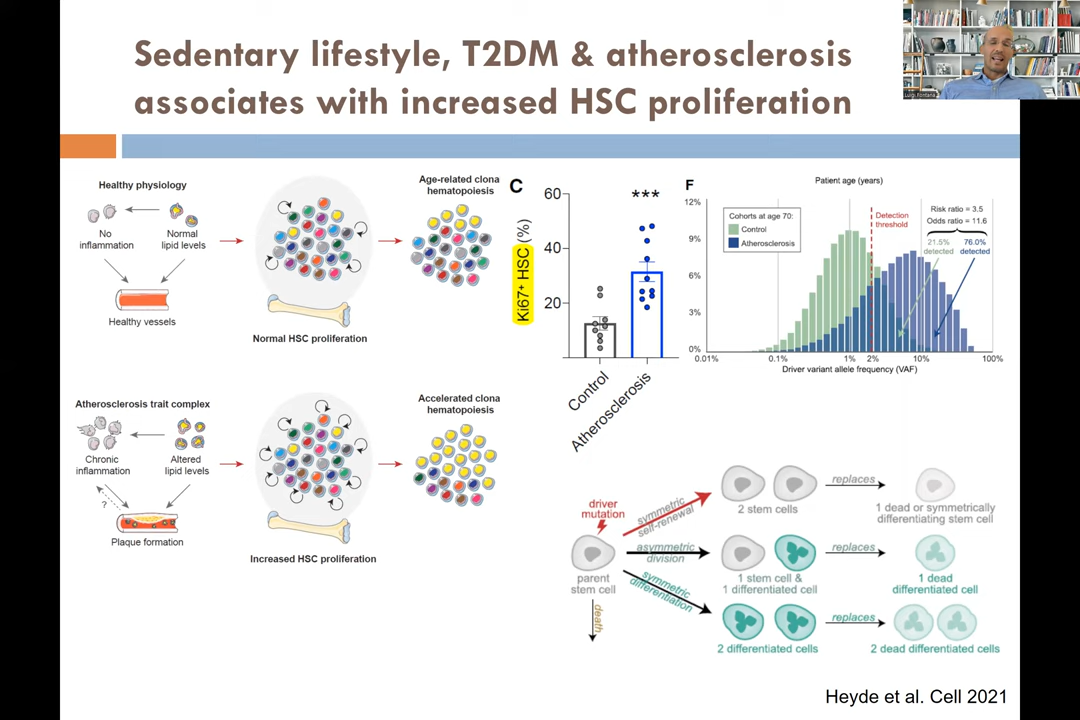 Sedentary lifestyle, T2DM & atherosclerosis
associates with increased HSC proliferation
Luigi Fontana
Healthy physiology
No
inflammation
Normal
lipid levels
Healthy vessels
Normal HSC proliferation
Age-related clona
hematopoiesis
Atherosclerosis trait complex
Chronic
inflammation
Altered
lipid levels
?
Plaque formation
Increased HSC proliferation
Accelerated clona
hematopoiesis
C
Ki67+ HSC (%)
60
40
20
***
Control
Atherosclerosis
F
Patient age (years)
12%
9%
6%
3%
0%
Cohorts at age 70:
Control
Atherosclerosis
Detection
threshold
Risk ratio = 3.5
Odds ratio = 11.6
21.5%
detected
76.0%
detected
0.01%
0.1%
1%
2%
10%
100%
Driver variant allele frequency (VAF)
driver
mutation
parent
stem cell
death
symmetric
self-renewal
2 stem cells
replaces
1 dead or symmetrically
differentiating stem cell
asymmetric
division
1 stem cell &
1 differentiated cell
replaces
1 dead
differentiated cell
symmetric
differentiation
2 differentiated cells
replaces
2 dead differentiated cells
Heyde et al. Cell 2021